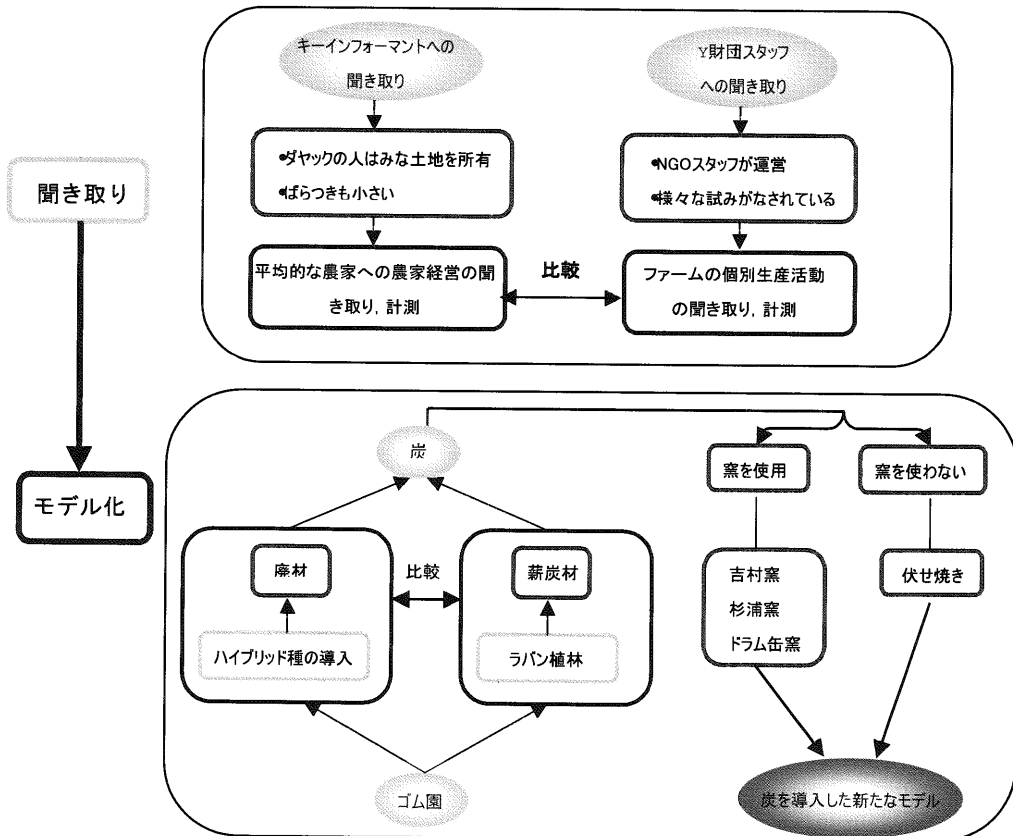 キーインフォーマントへの
聞き取り
Y財団スタッフ
への聞き取り
聞き取り
•ダヤックの人はみな土地を所有
•ばらつきも小さい
•NGOスタッフが運営
•様々な試みがなされている
平均的な農家への農家経営の聞
き取り,計測
比較
ファームの個別生産活動
の聞き取り,計測
モデル化
炭
窯を使用
窯を使わない
廃材
比較
薪炭材
ハイブリッド種の導入
ラバン植林
吉村窯
杉浦窯
ドラム缶窯
伏せ焼き
ゴム園
炭を導入した新たなモデル